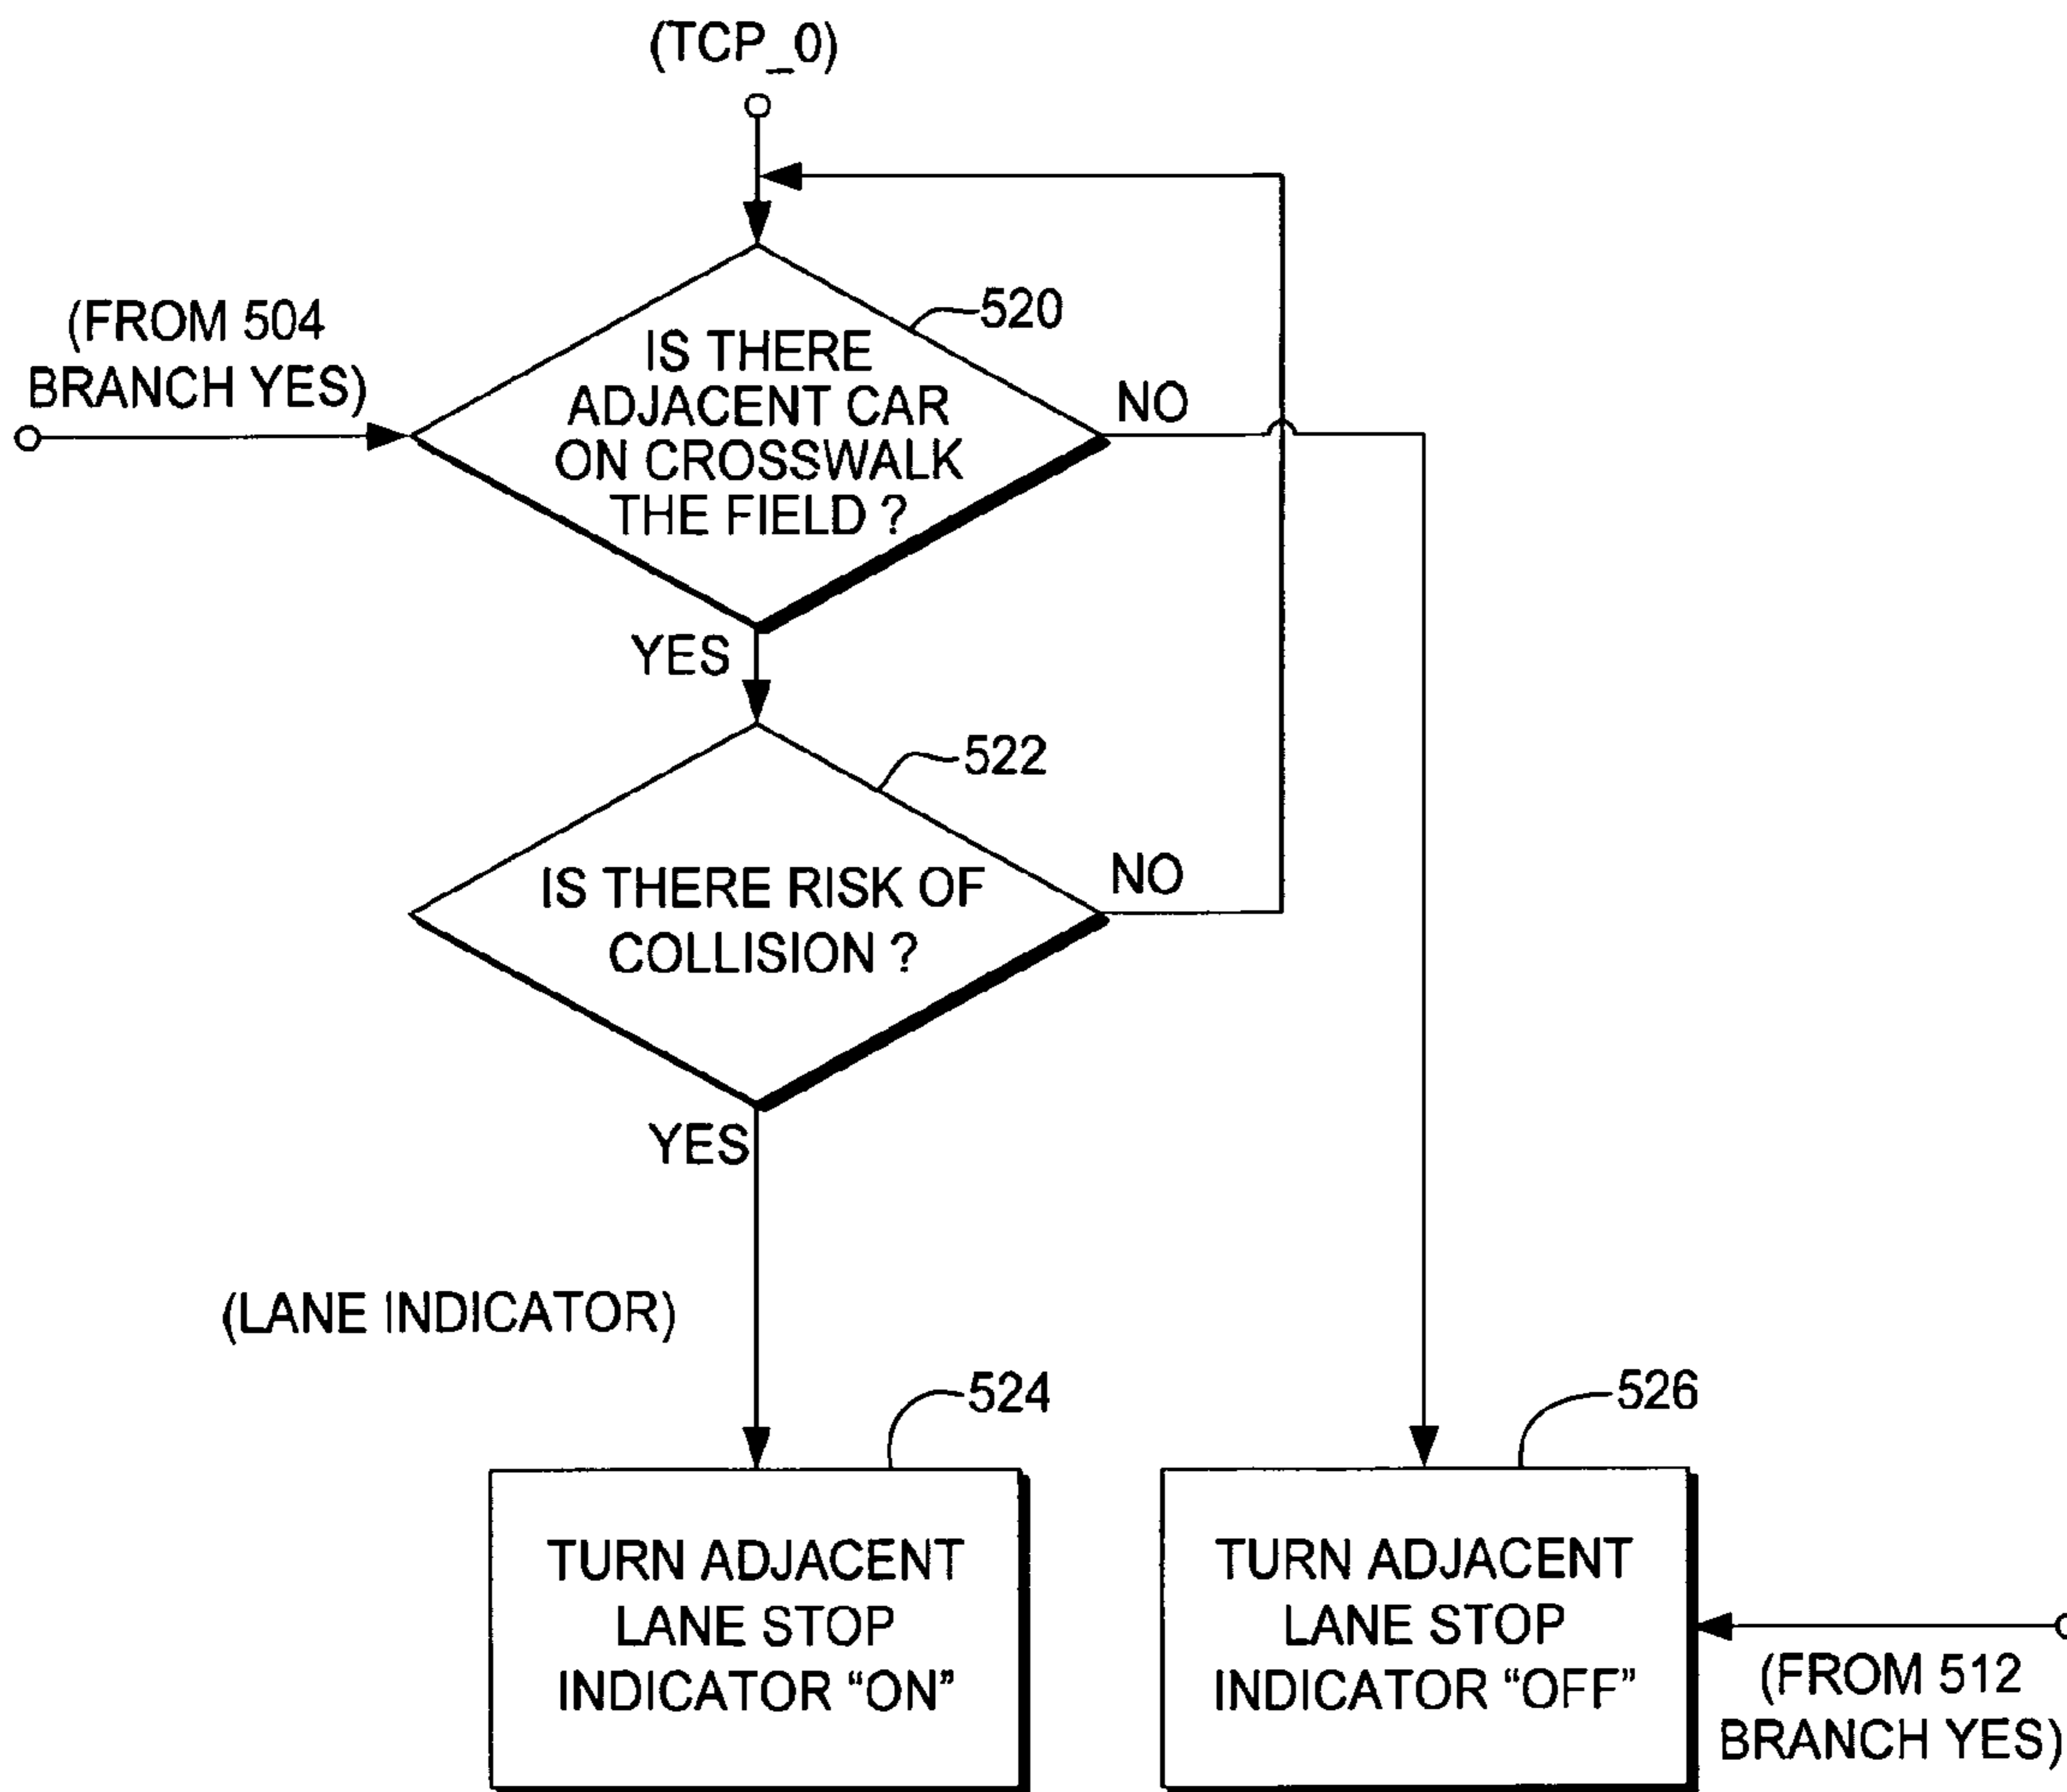 (TCP_0)
(FROM 504
BRANCH YES)
520
IS THERE
ADJACENT CAR
ON CROSSWALK
THE FIELD ?
NO
YES
522
IS THERE RISK OF
COLLISION ?
NO
YES
(LANE INDICATOR)
524
526
TURN ADJACENT
LANE STOP
INDICATOR “ON”
TURN ADJACENT
LANE STOP
INDICATOR “OFF”
(FROM 512
BRANCH YES)